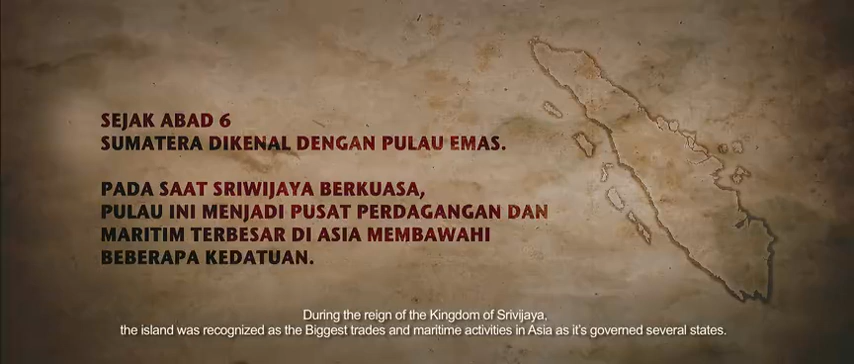 SEJAK ABAD 6
SUMATERA DIKENAL DENGAN PULAU EMAS.
PADA SAAT SRIWIJAYA BERKUASA,
PULAU INI MENJADI PUSAT PERDAGANGAN DAN
MARITIM TERBESAR DI ASIA MEMBAWAHI
BEBERAPA KEDATUAN.
During the reign of the Kingdom of Srivijaya,
the island was recognized as the Biggest trades and maritime activities in Asia as it's governed several states.